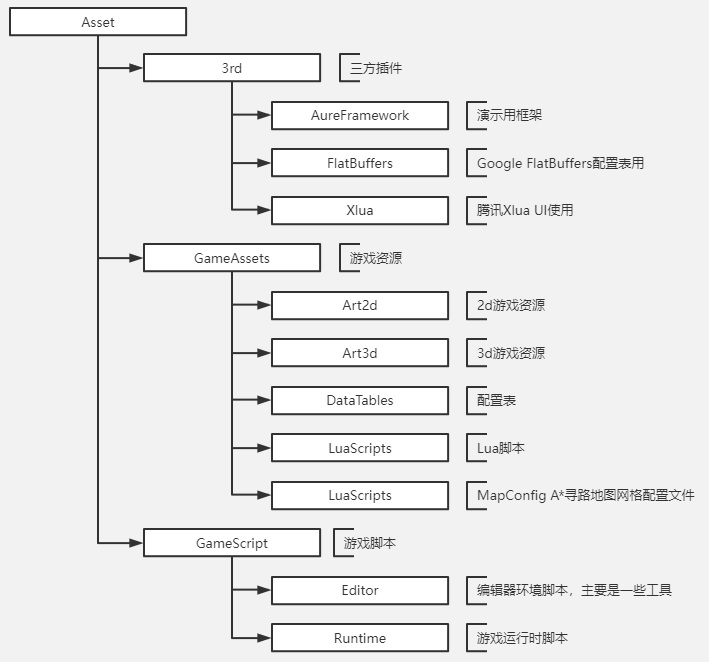 Asset
3rd 三方插件
AureFramework 演示用框架
FlatBuffers Google FlatBuffers配置表用
Xlua 腾讯Xlua UI使用
GameAssets 游戏资源
Art2d 2d游戏资源
Art3d 3d游戏资源
DataTables 配置表
LuaScripts Lua脚本
LuaScripts MapConfig A*寻路地图网格配置文件
GameScript 游戏脚本
Editor 编辑器环境脚本，主要是一些工具
Runtime 游戏运行时脚本